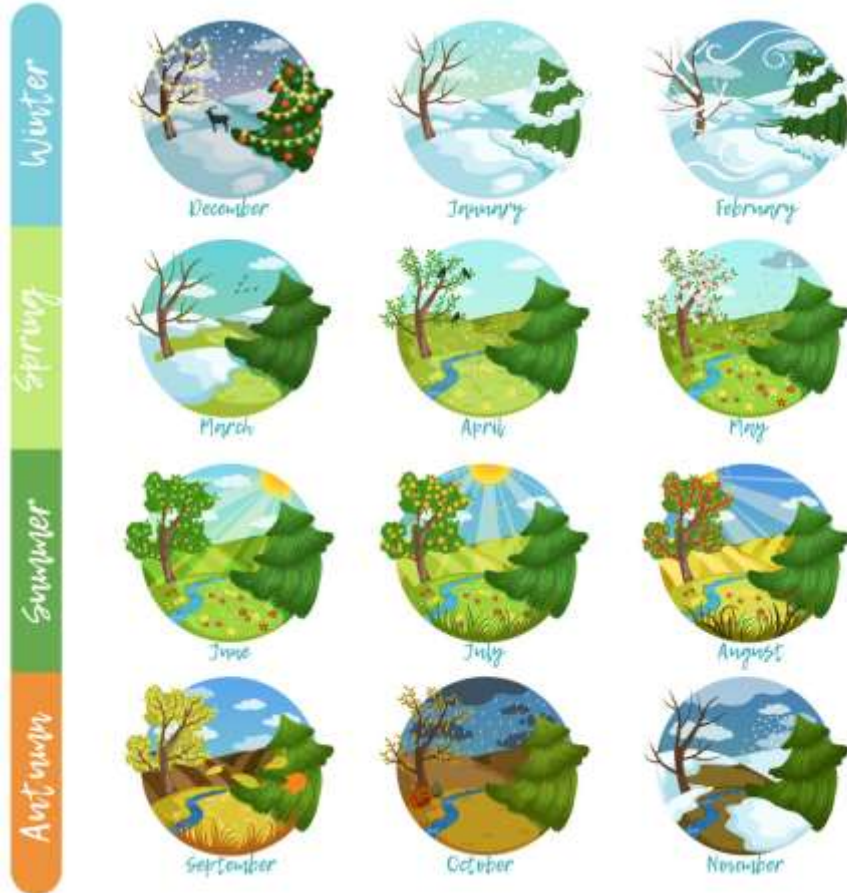 Winter
December
January
February
Spring
March
April
May
Summer
June
July
August
Autumn
September
October
November